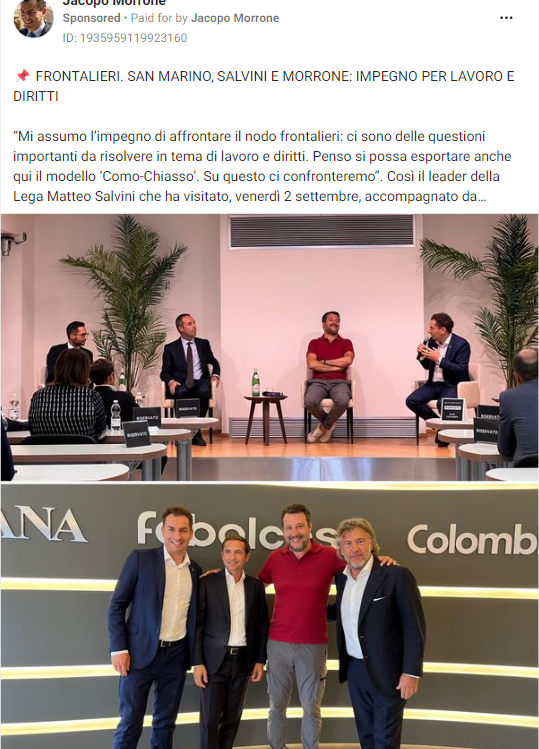 Jacopo Morrone
Sponsored • Paid for by Jacopo Morrone
ID: 1935959119923160
📌 FRONTALIERI. SAN MARINO, SALVINI E MORRONE: IMPEGNO PER LAVORO E
DIRITTI
“Mi assumo l’impegno di affrontare il nodo frontalieri: ci sono delle questioni
importanti da risolvere in tema di lavoro e diritti. Penso si possa esportare anche
qui il modello ‘Como-Chiasso’. Su questo ci confronteremo”. Così il leader della
Lega Matteo Salvini che ha visitato, venerdì 2 settembre, accompagnato da…
RISERVATO
RISERVATO
RISERVATO
RISERVATO
ANA
Colomb